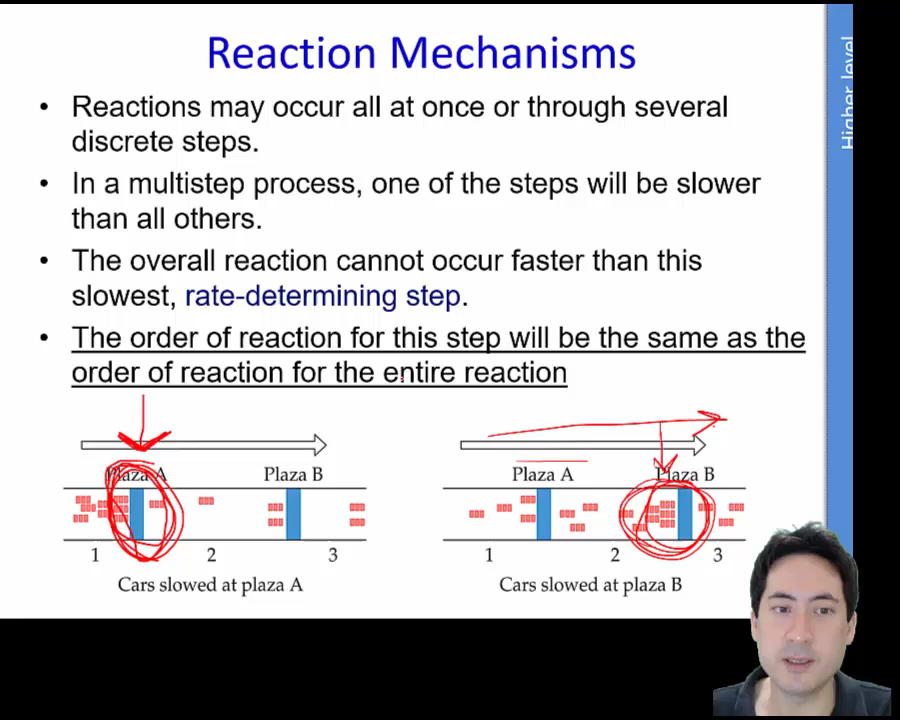 Reaction Mechanisms
Higher level
• Reactions may occur all at once or through several
discrete steps.
• In a multistep process, one of the steps will be slower
than all others.
• The overall reaction cannot occur faster than this
slowest, rate-determining step.
• The order of reaction for this step will be the same as the
order of reaction for the entire reaction
Plaza A
Plaza B
1
2
3
Cars slowed at plaza A
Plaza A
Plaza B
1
2
3
Cars slowed at plaza B